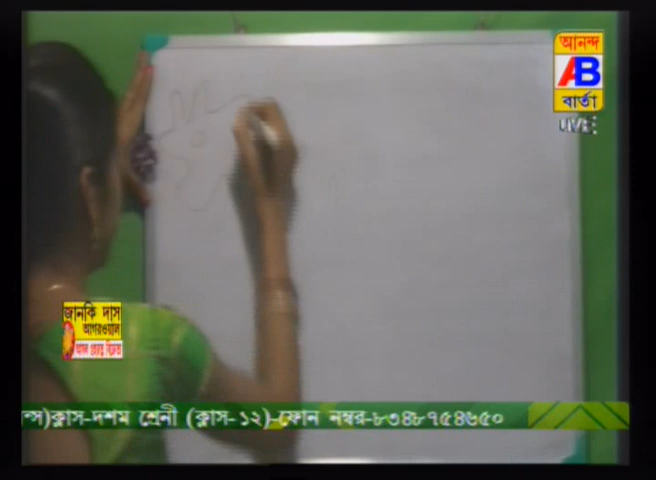 আনন্দ
AB
বার্তা
LIVE
জানকি দাস
আগরওয়াল
ন্স)ক্লাস-দশম শ্রেনী (ক্লাস-১২)-ফোন নম্বর-৮৩৪৮৭৫৪৬৫০